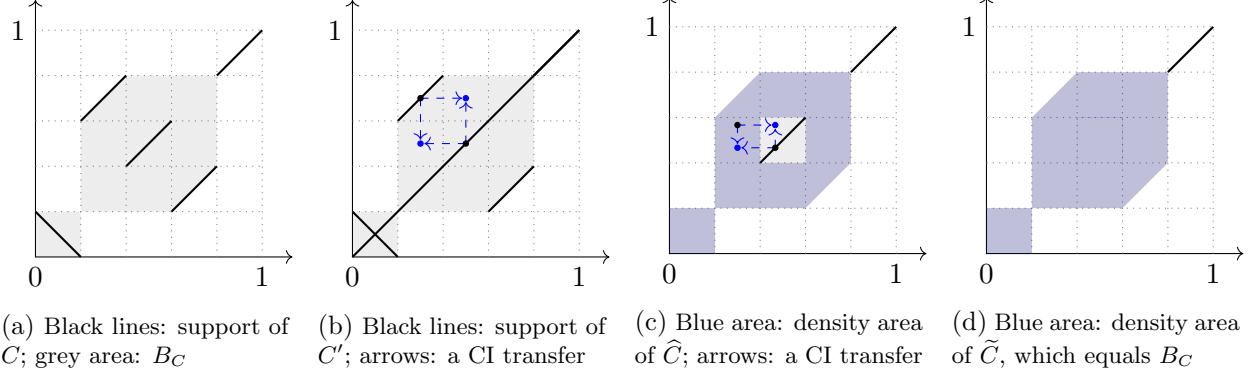 1
0
1
(a) Black lines: support of
C; grey area: B_C
1
0
1
(b) Black lines: support of
C′; arrows: a CI transfer
1
0
1
(c) Blue area: density area
of Ĉ; arrows: a CI transfer
1
0
1
(d) Blue area: density area
of C̃, which equals B_C